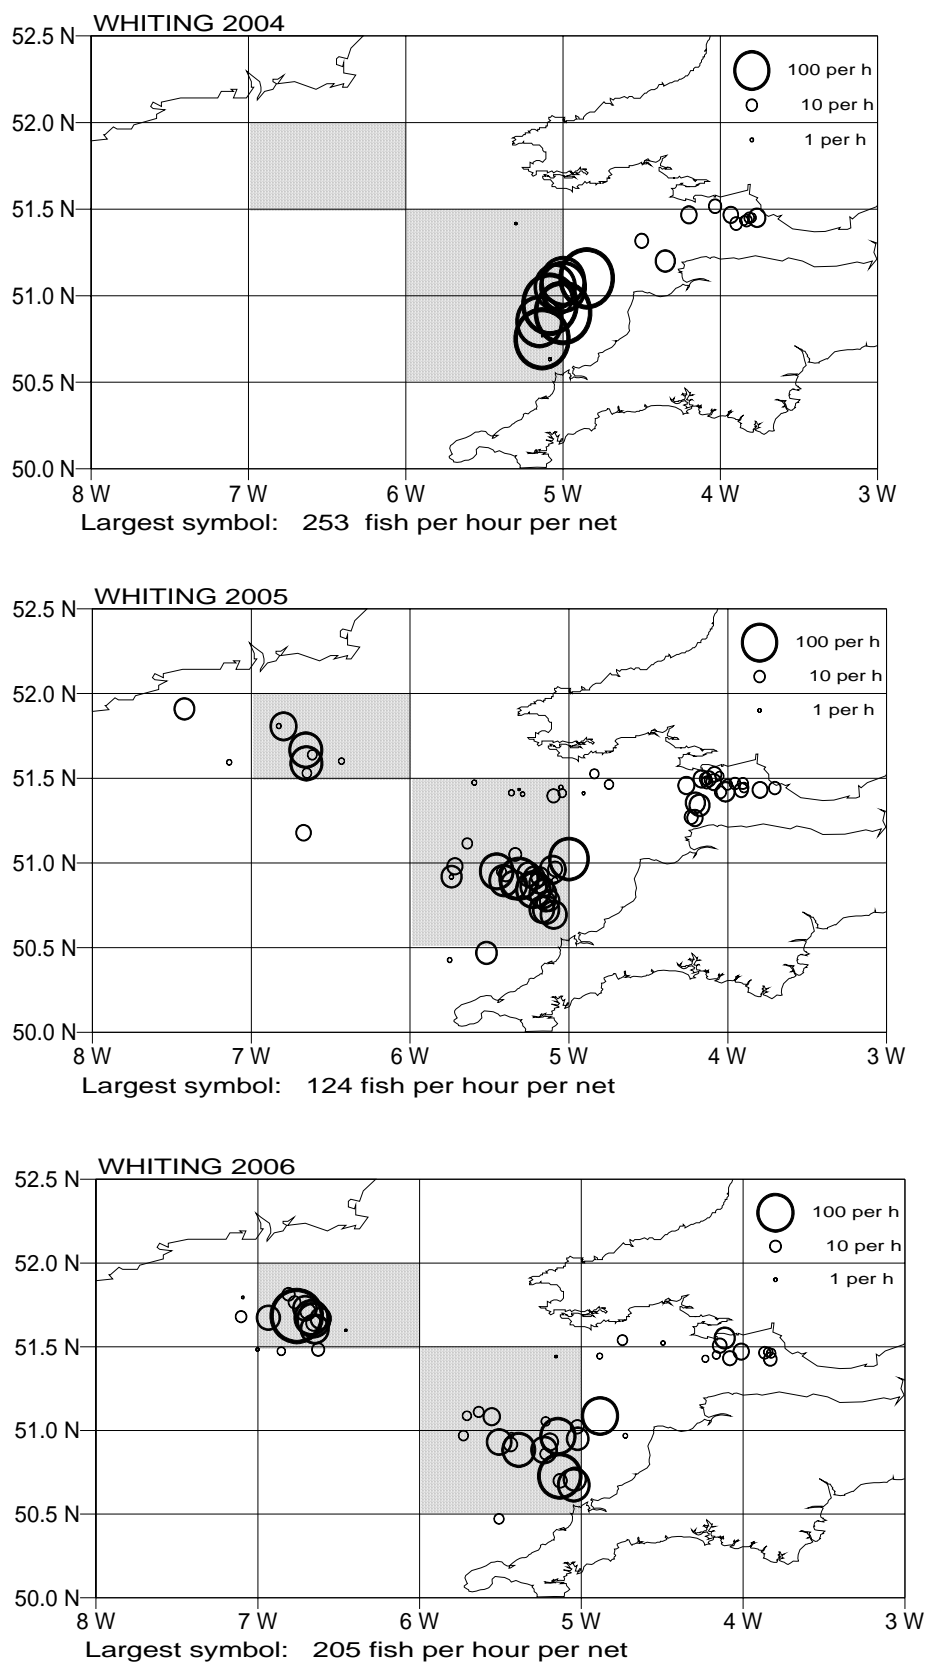 WHITING 2004
52.5 N
100 per h
10 per h
1 per h
52.0 N
51.5 N
51.0 N
50.5 N
50.0 N
8 W 7 W 6 W 5 W 4 W 3 W
Largest symbol: 253 fish per hour per net
WHITING 2005
52.5 N
100 per h
10 per h
1 per h
52.0 N
51.5 N
51.0 N
50.5 N
50.0 N
8 W 7 W 6 W 5 W 4 W 3 W
Largest symbol: 124 fish per hour per net
WHITING 2006
52.5 N
100 per h
10 per h
1 per h
52.0 N
51.5 N
51.0 N
50.5 N
50.0 N
8 W 7 W 6 W 5 W 4 W 3 W
Largest symbol: 205 fish per hour per net